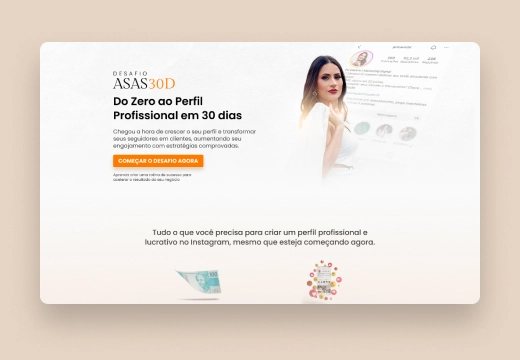 DESAFIO
ASAS30D
Do Zero ao Perfil
Profissional em 30 dias
Chegou a hora de crescer o seu perfil e transformar
seus seguidores em clientes, aumentando seu
engajamento com estratégias comprovadas.
COMEÇAR O DESAFIO AGORA
Aprenda criar uma rotina de sucesso para
acelerar o resultado do seu negócio
Tudo o que você precisa para criar um perfil profissional e
lucrativo no Instagram, mesmo que esteja começando agora.